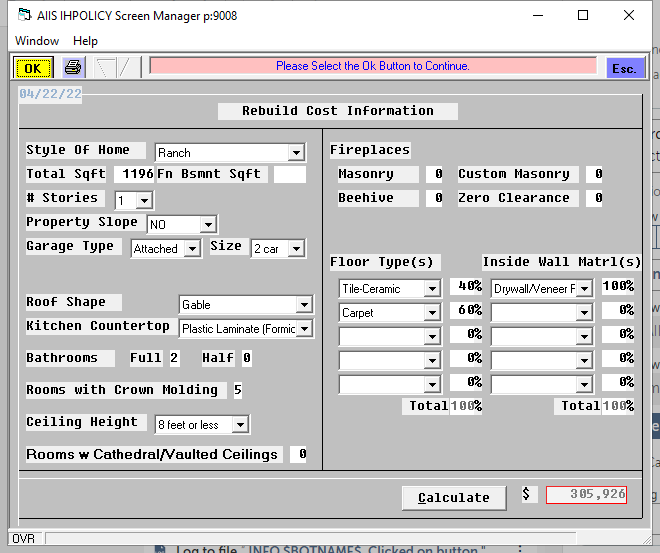 AIIS IHPOLICY Screen Manager p:9008
Window Help
OK Please Select the Ok Button to Continue. Esc.
04/22/22
Rebuild Cost Information
Style Of Home Ranch
Total Sqft 1196 Fn Bsmnt Sqft
# Stories 1
Property Slope NO
Garage Type Attached Size 2 car
Roof Shape Gable
Kitchen Countertop Plastic Laminate (Formic
Bathrooms Full 2 Half 0
Rooms with Crown Molding 5
Ceiling Height 8 feet or less
Rooms w Cathedral/Vaulted Ceilings 0
Fireplaces
Masonry 0 Custom Masonry 0
Beehive 0 Zero Clearance 0
Floor Type(s) Inside Wall Matrl(s)
Tile-Ceramic 40% Drywall/Veneer F 100%
Carpet 60% 0%
0% 0%
0% 0%
0% 0%
Total 100% Total 100%
Calculate $ 305,926
OVR
Log to file " INFO $BOTNAME$ Clicked on button "